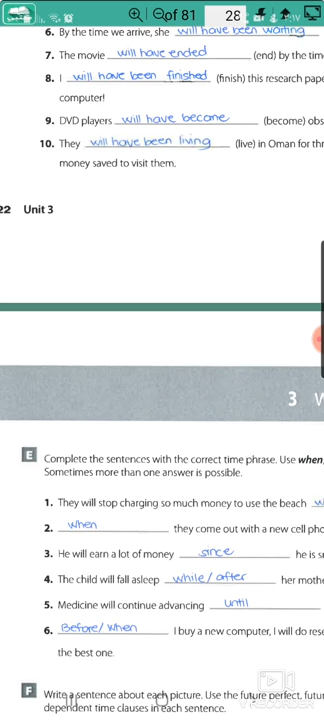 of 81 28
6. By the time we arrive, she will have been waiting
7. The movie will have ended (end) by the tim
8. I will have been finished (finish) this research pape
computer!
9. DVD players will have become (become) obs
10. They will have been living (live) in Oman for thr
money saved to visit them.
22 Unit 3
3 W
E Complete the sentences with the correct time phrase. Use when,
Sometimes more than one answer is possible.
1. They will stop charging so much money to use the beach w
2. when they come out with a new cell pho
3. He will earn a lot of money since he is s
4. The child will fall asleep while/after her mothe
5. Medicine will continue advancing until
6. Before/when I buy a new computer, I will do rese
the best one.
F Write a sentence about each picture. Use the future perfect, futu
dependent time clauses in each sentence.